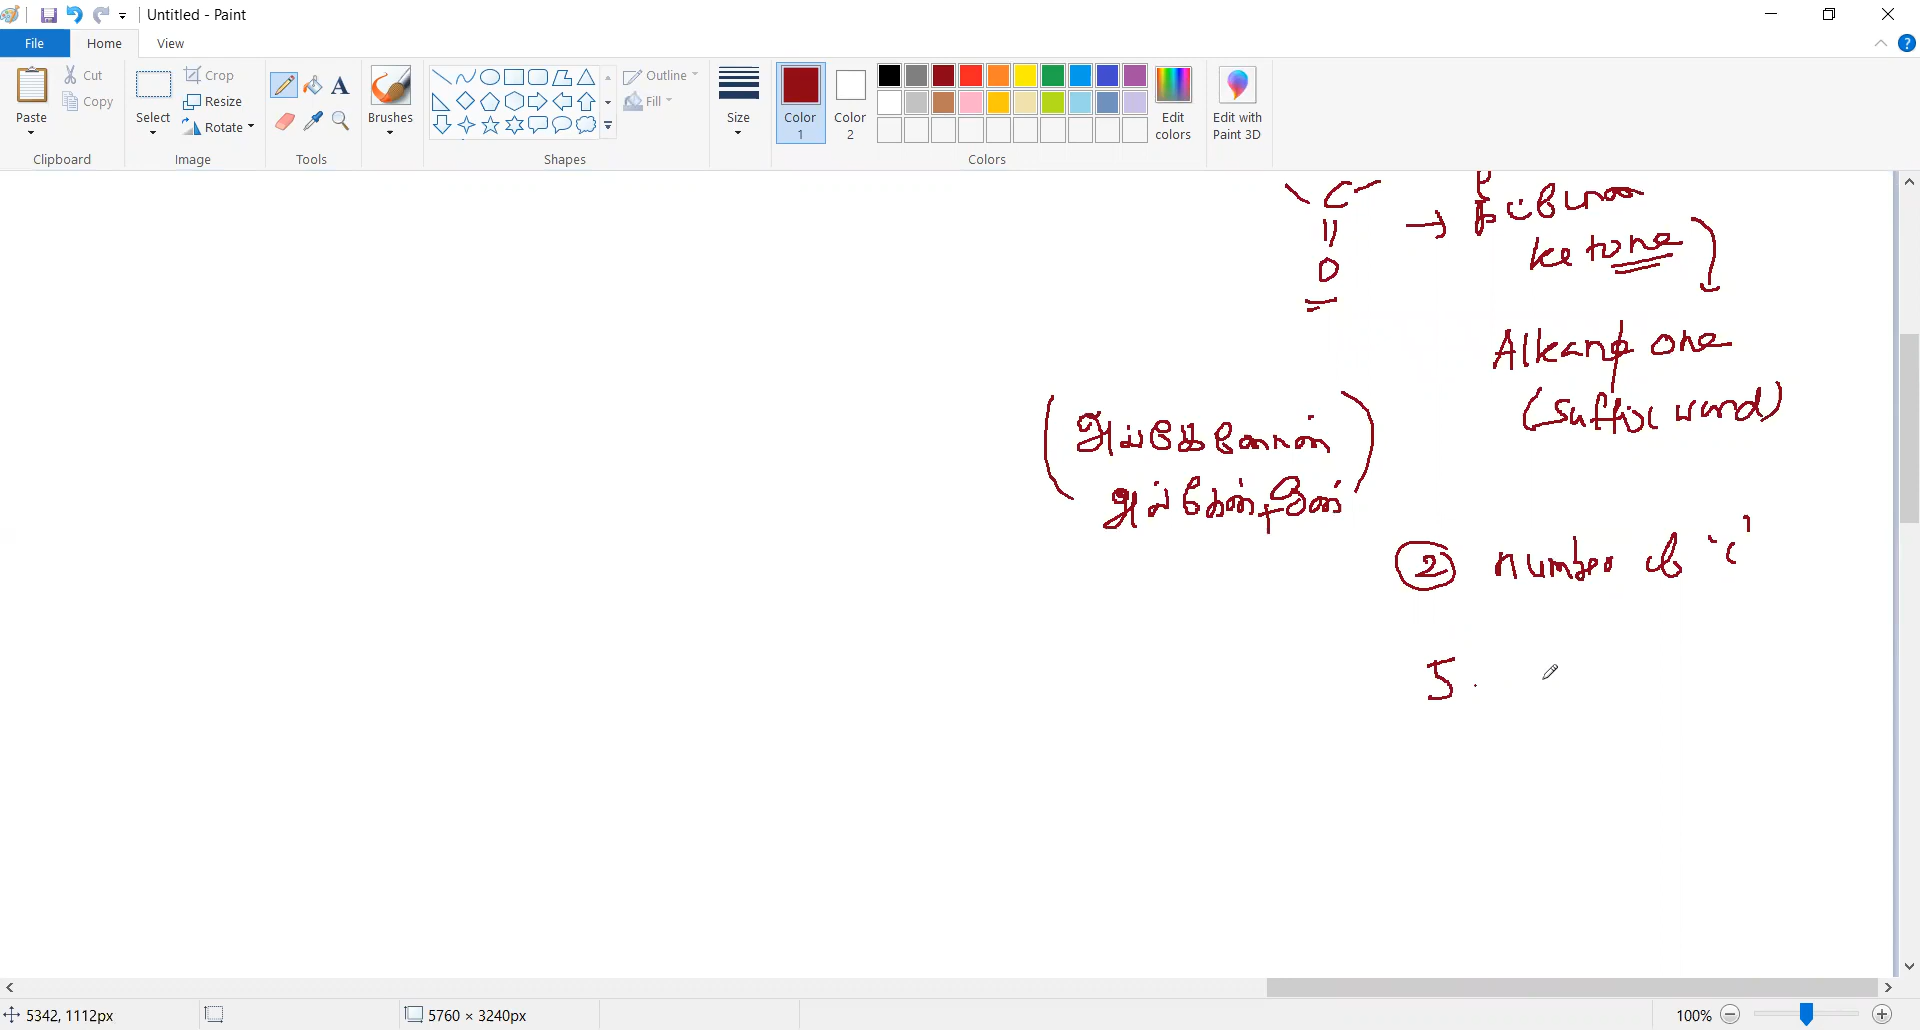 Untitled - Paint
File Home View
Paste Cut Copy Clipboard
Select Crop Resize Rotate Image
Tools
Brushes
Shapes
Outline Fill
Size
Color 1 Color 2 Colors
Edit colors
Edit with Paint 3D
C
→
ketone
||
O
Alkane one
(Suffix word)
② number of 'c'
5.
5342, 1112px
5760 × 3240px
100%